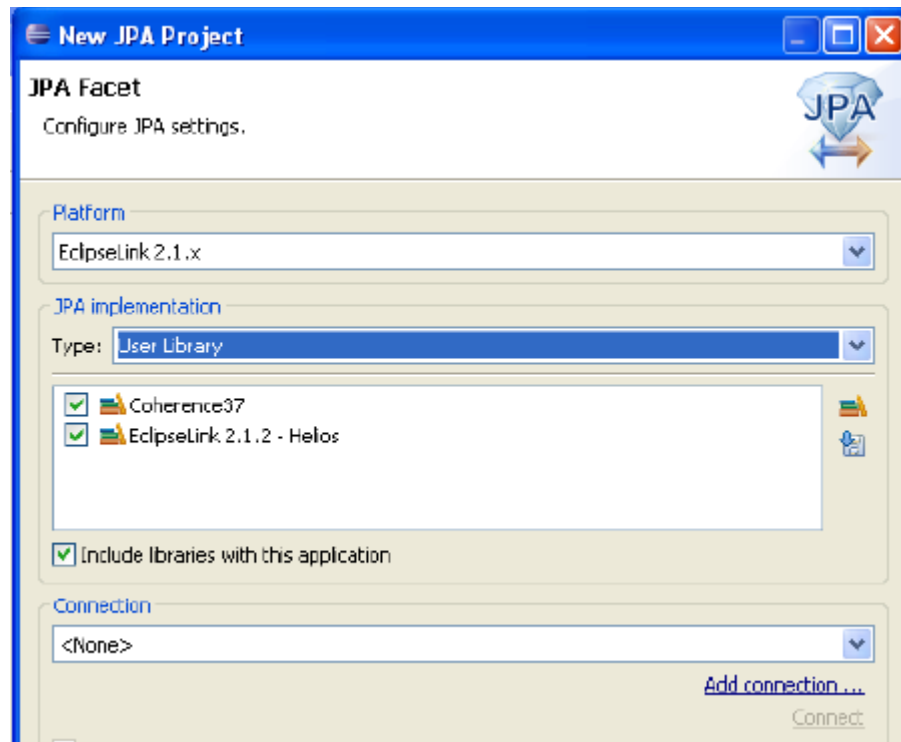 New JPA Project
JPA Facet
Configure JPA settings.
JPA
Platform
EclipseLink 2.1.x
JPA implementation
Type: User Library
Coherence37
EclipseLink 2.1.2 - Helios
Include libraries with this application
Connection
<None>
Add connection ...
Connect